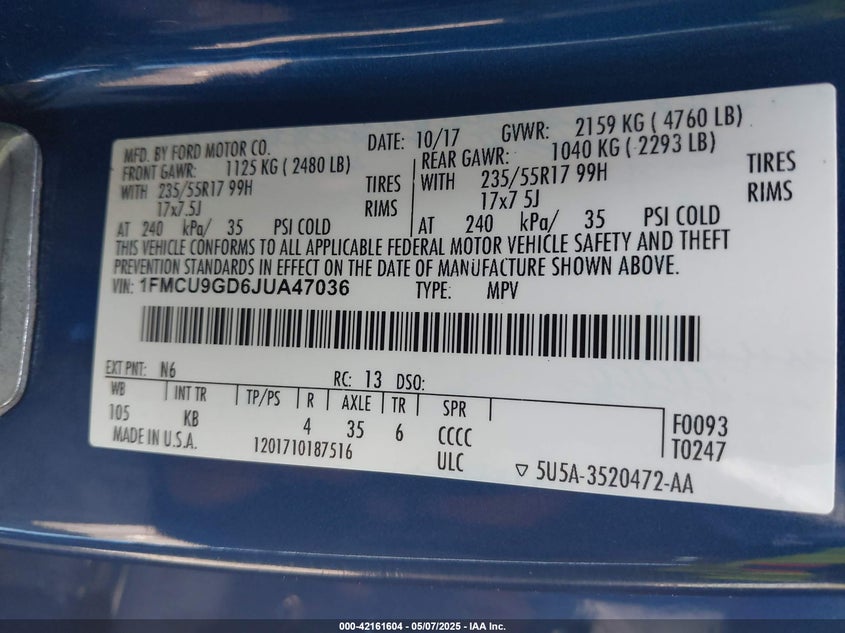 MFD. BY FORD MOTOR CO. DATE: 10/17 GVWR: 2159 KG ( 4760 LB)
FRONT GAWR: 1125 KG ( 2480 LB) REAR GAWR: 1040 KG ( 2293 LB)
WITH 235/55R17 99H TIRES WITH 235/55R17 99H TIRES
17x7.5J RIMS 17x7.5J RIMS
AT 240 kPa/ 35 PSI COLD AT 240 kPa/ 35 PSI COLD
THIS VEHICLE CONFORMS TO ALL APPLICABLE FEDERAL MOTOR VEHICLE SAFETY AND THEFT
PREVENTION STANDARDS IN EFFECT ON THE DATE OF MANUFACTURE SHOWN ABOVE.
VIN: 1FMCU9GD6JUA47036 TYPE: MPV
EXT PNT: N6 RC: 13 DSO:
WB INT TR TP/PS R AXLE TR SPR
105 KB 4 35 6 CCCC F0093
MADE IN U.S.A. 1201710187516 ULC T0247
▽ 5U5A-3520472-AA
000-42161604 | 05/07/2025 - IAA Inc.